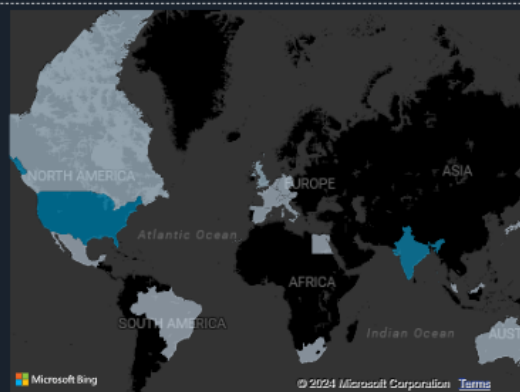 NORTH AMERICA
EUROPE
ASIA
Atlantic Ocean
AFRICA
SOUTH AMERICA
Indian Ocean
AUST
Microsoft Bing
© 2024 Microsoft Corporation Terms